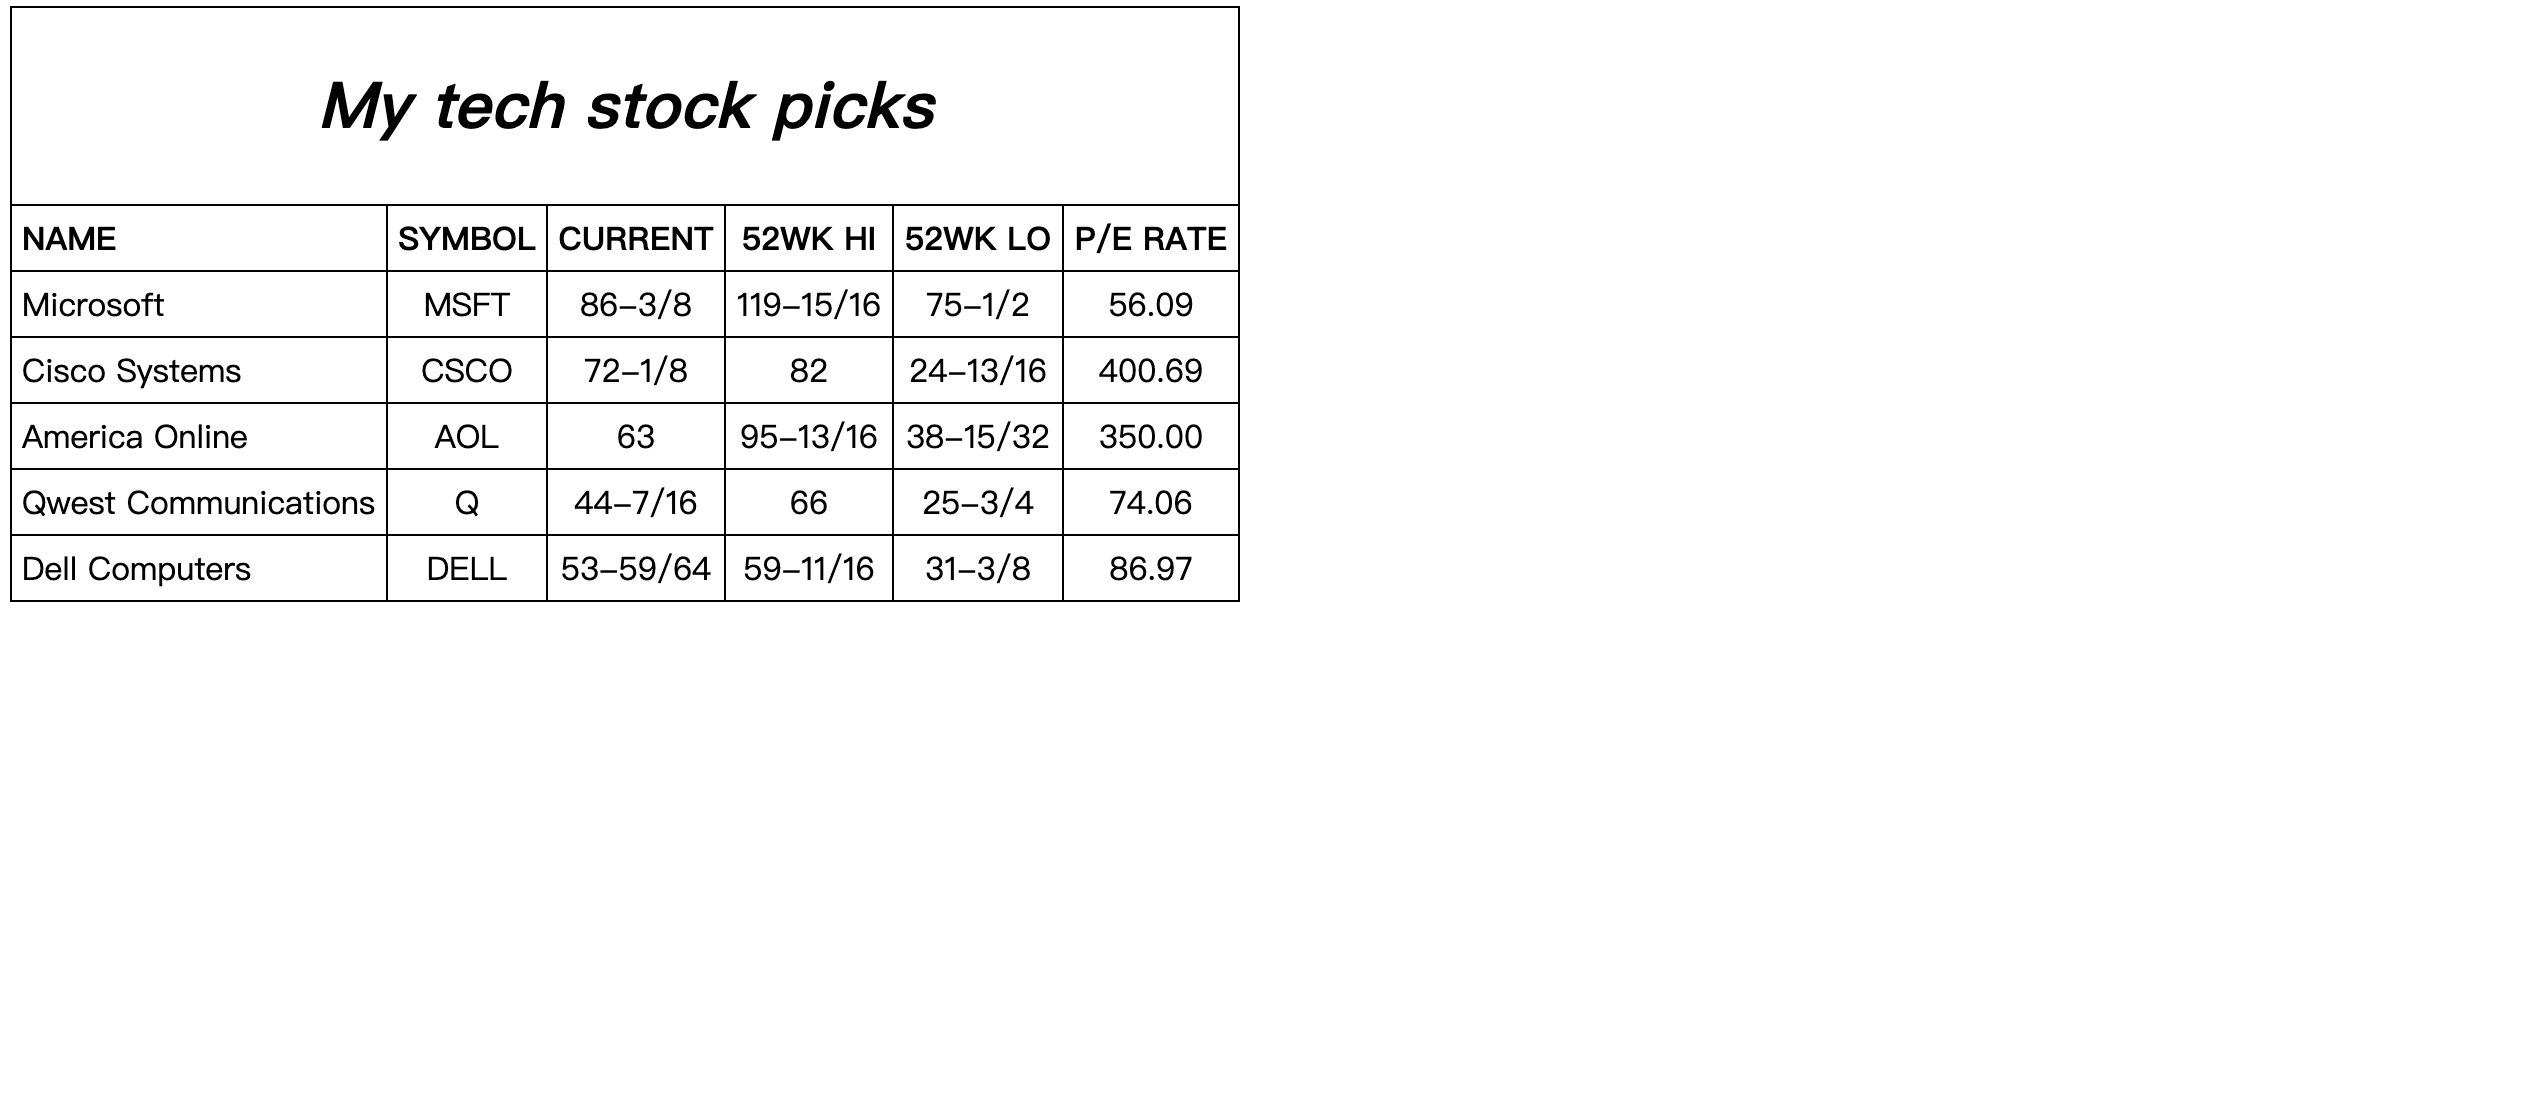 My tech stock picks
NAME SYMBOL CURRENT 52WK HI 52WK LO P/E RATE
Microsoft MSFT 86–3/8 119–15/16 75–1/2 56.09
Cisco Systems CSCO 72–1/8 82 24–13/16 400.69
America Online AOL 63 95–13/16 38–15/32 350.00
Qwest Communications Q 44–7/16 66 25–3/4 74.06
Dell Computers DELL 53–59/64 59–11/16 31–3/8 86.97